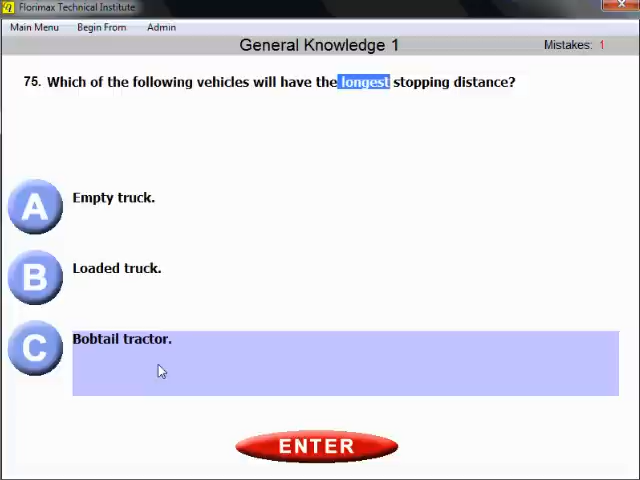 Florimax Technical Institute
Main Menu Begin From Admin
General Knowledge 1 Mistakes: 1
75. Which of the following vehicles will have the longest stopping distance?
A Empty truck.
B Loaded truck.
C Bobtail tractor.
ENTER